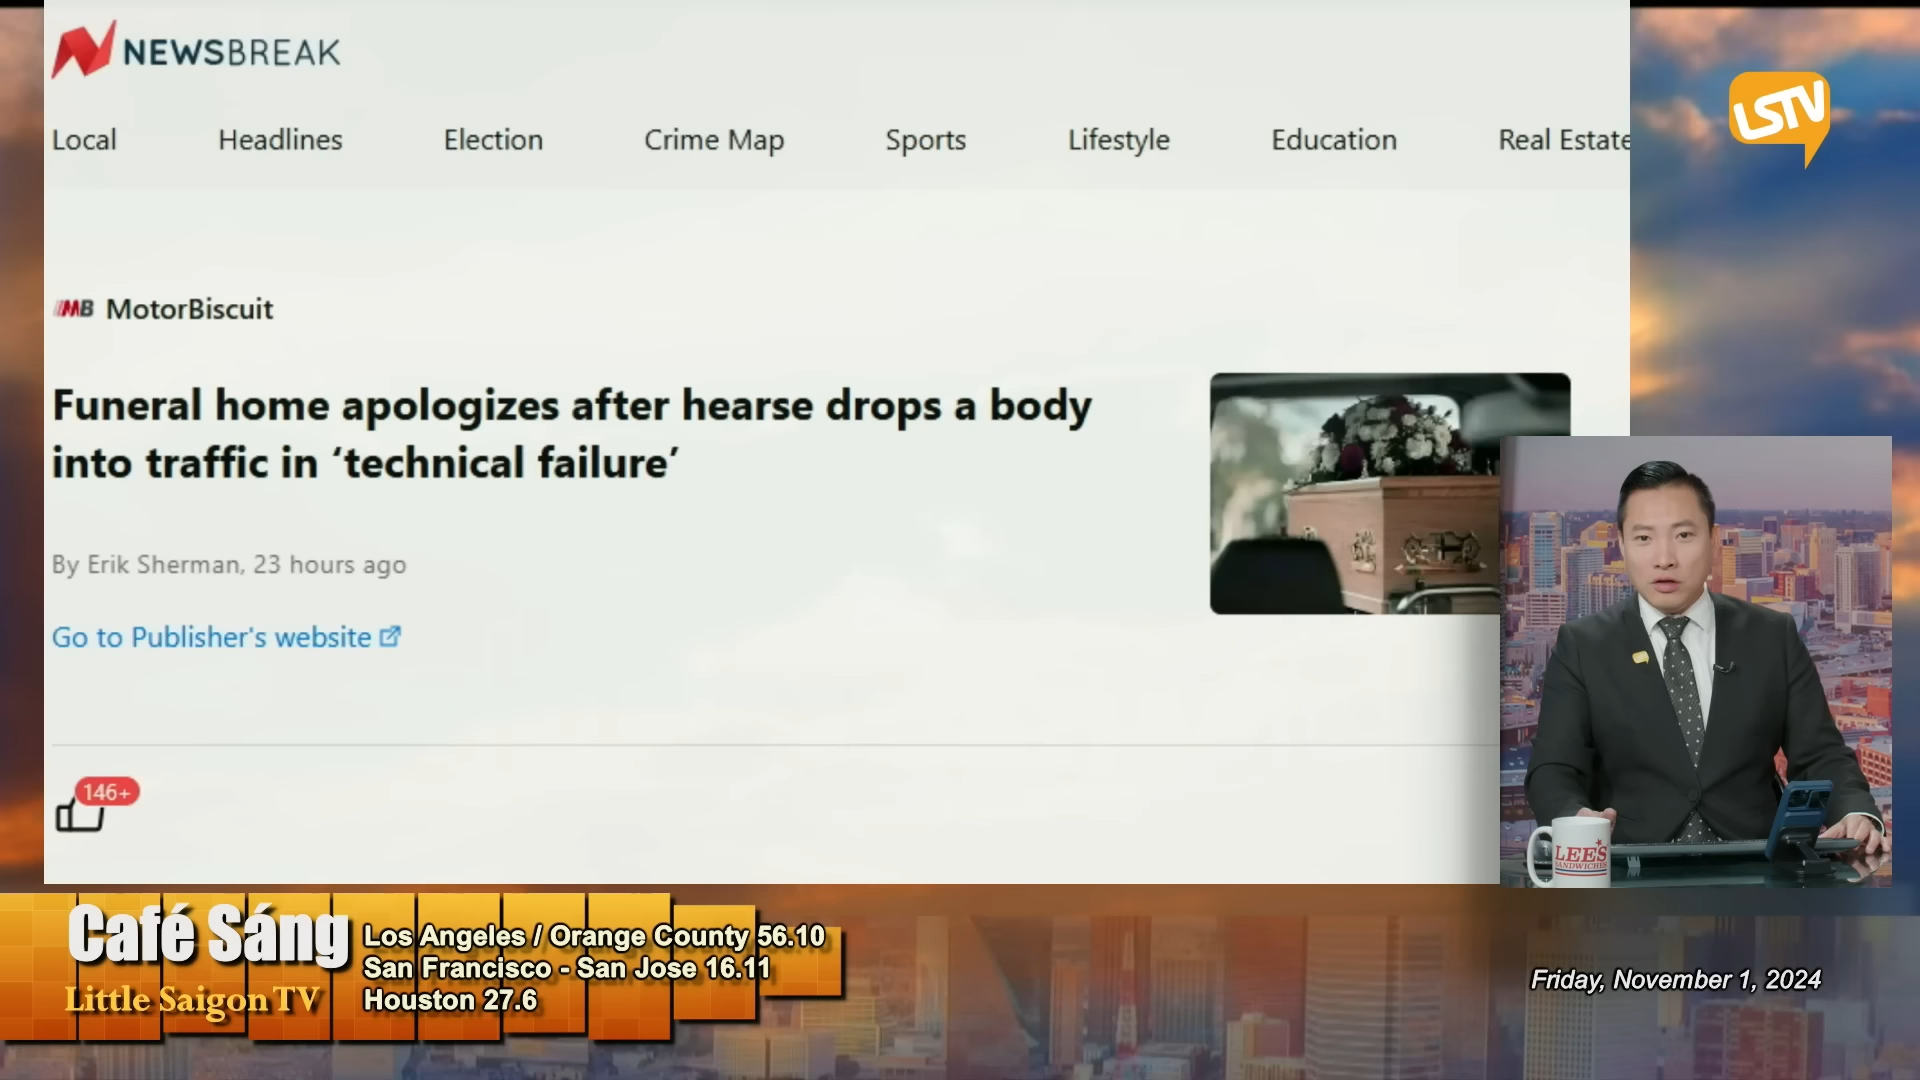 NEWSBREAK
LSTV
Local Headlines Election Crime Map Sports Lifestyle Education Real Estate
MB MotorBiscuit
Funeral home apologizes after hearse drops a body
into traffic in ‘technical failure’
By Erik Sherman, 23 hours ago
Go to Publisher's website
146+
LEE'S
SANDWICHES
Café Sáng
Little Saigon TV
Los Angeles / Orange County 56.10
San Francisco - San Jose 16.11
Houston 27.6
Friday, November 1, 2024